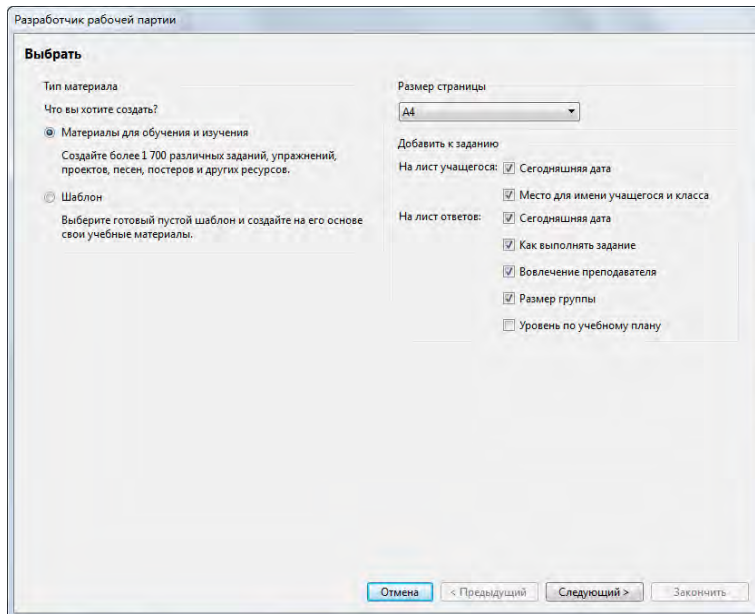 Разработчик рабочей партии
Выбрать
Тип материала
Что вы хотите создать?
Материалы для обучения и изучения
Создайте более 1 700 различных заданий, упражнений,
проектов, песен, постеров и других ресурсов.
Шаблон
Выберите готовый пустой шаблон и создайте на его основе
свои учебные материалы.
Размер страницы
A4
Добавить к заданию
На лист учащегося: Сегодняшняя дата
Место для имени учащегося и класса
На лист ответов: Сегодняшняя дата
Как выполнять задание
Вовлечение преподавателя
Размер группы
Уровень по учебному плану
Отмена < Предыдущий Следующий > Закончить